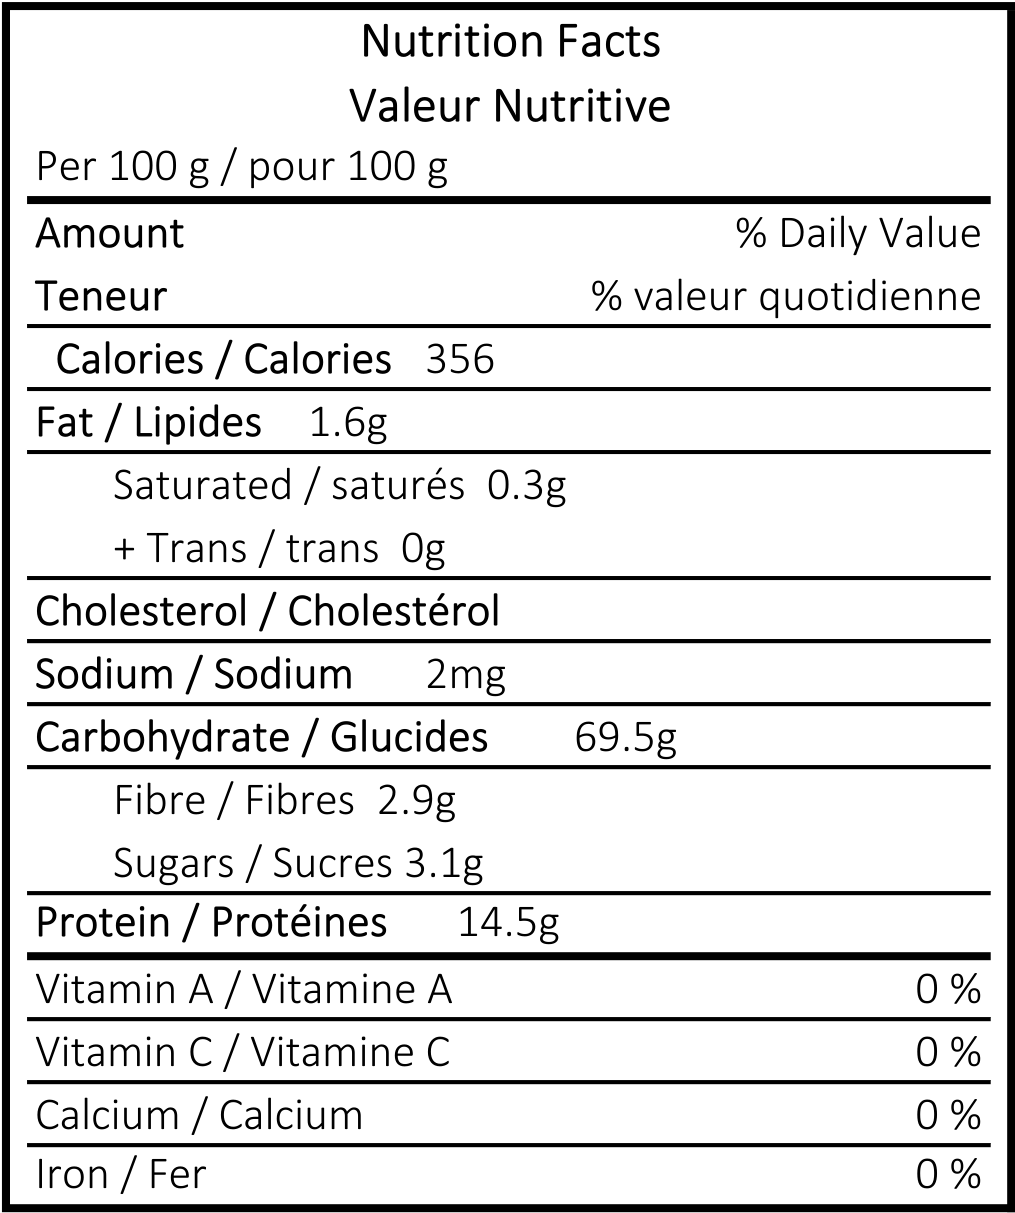 Nutrition Facts
Valeur Nutritive
Per 100 g / pour 100 g
Amount % Daily Value
Teneur % valeur quotidienne
Calories / Calories 356
Fat / Lipides 1.6g
Saturated / saturés 0.3g
+ Trans / trans 0g
Cholesterol / Cholestérol
Sodium / Sodium 2mg
Carbohydrate / Glucides 69.5g
Fibre / Fibres 2.9g
Sugars / Sucres 3.1g
Protein / Protéines 14.5g
Vitamin A / Vitamine A 0 %
Vitamin C / Vitamine C 0 %
Calcium / Calcium 0 %
Iron / Fer 0 %